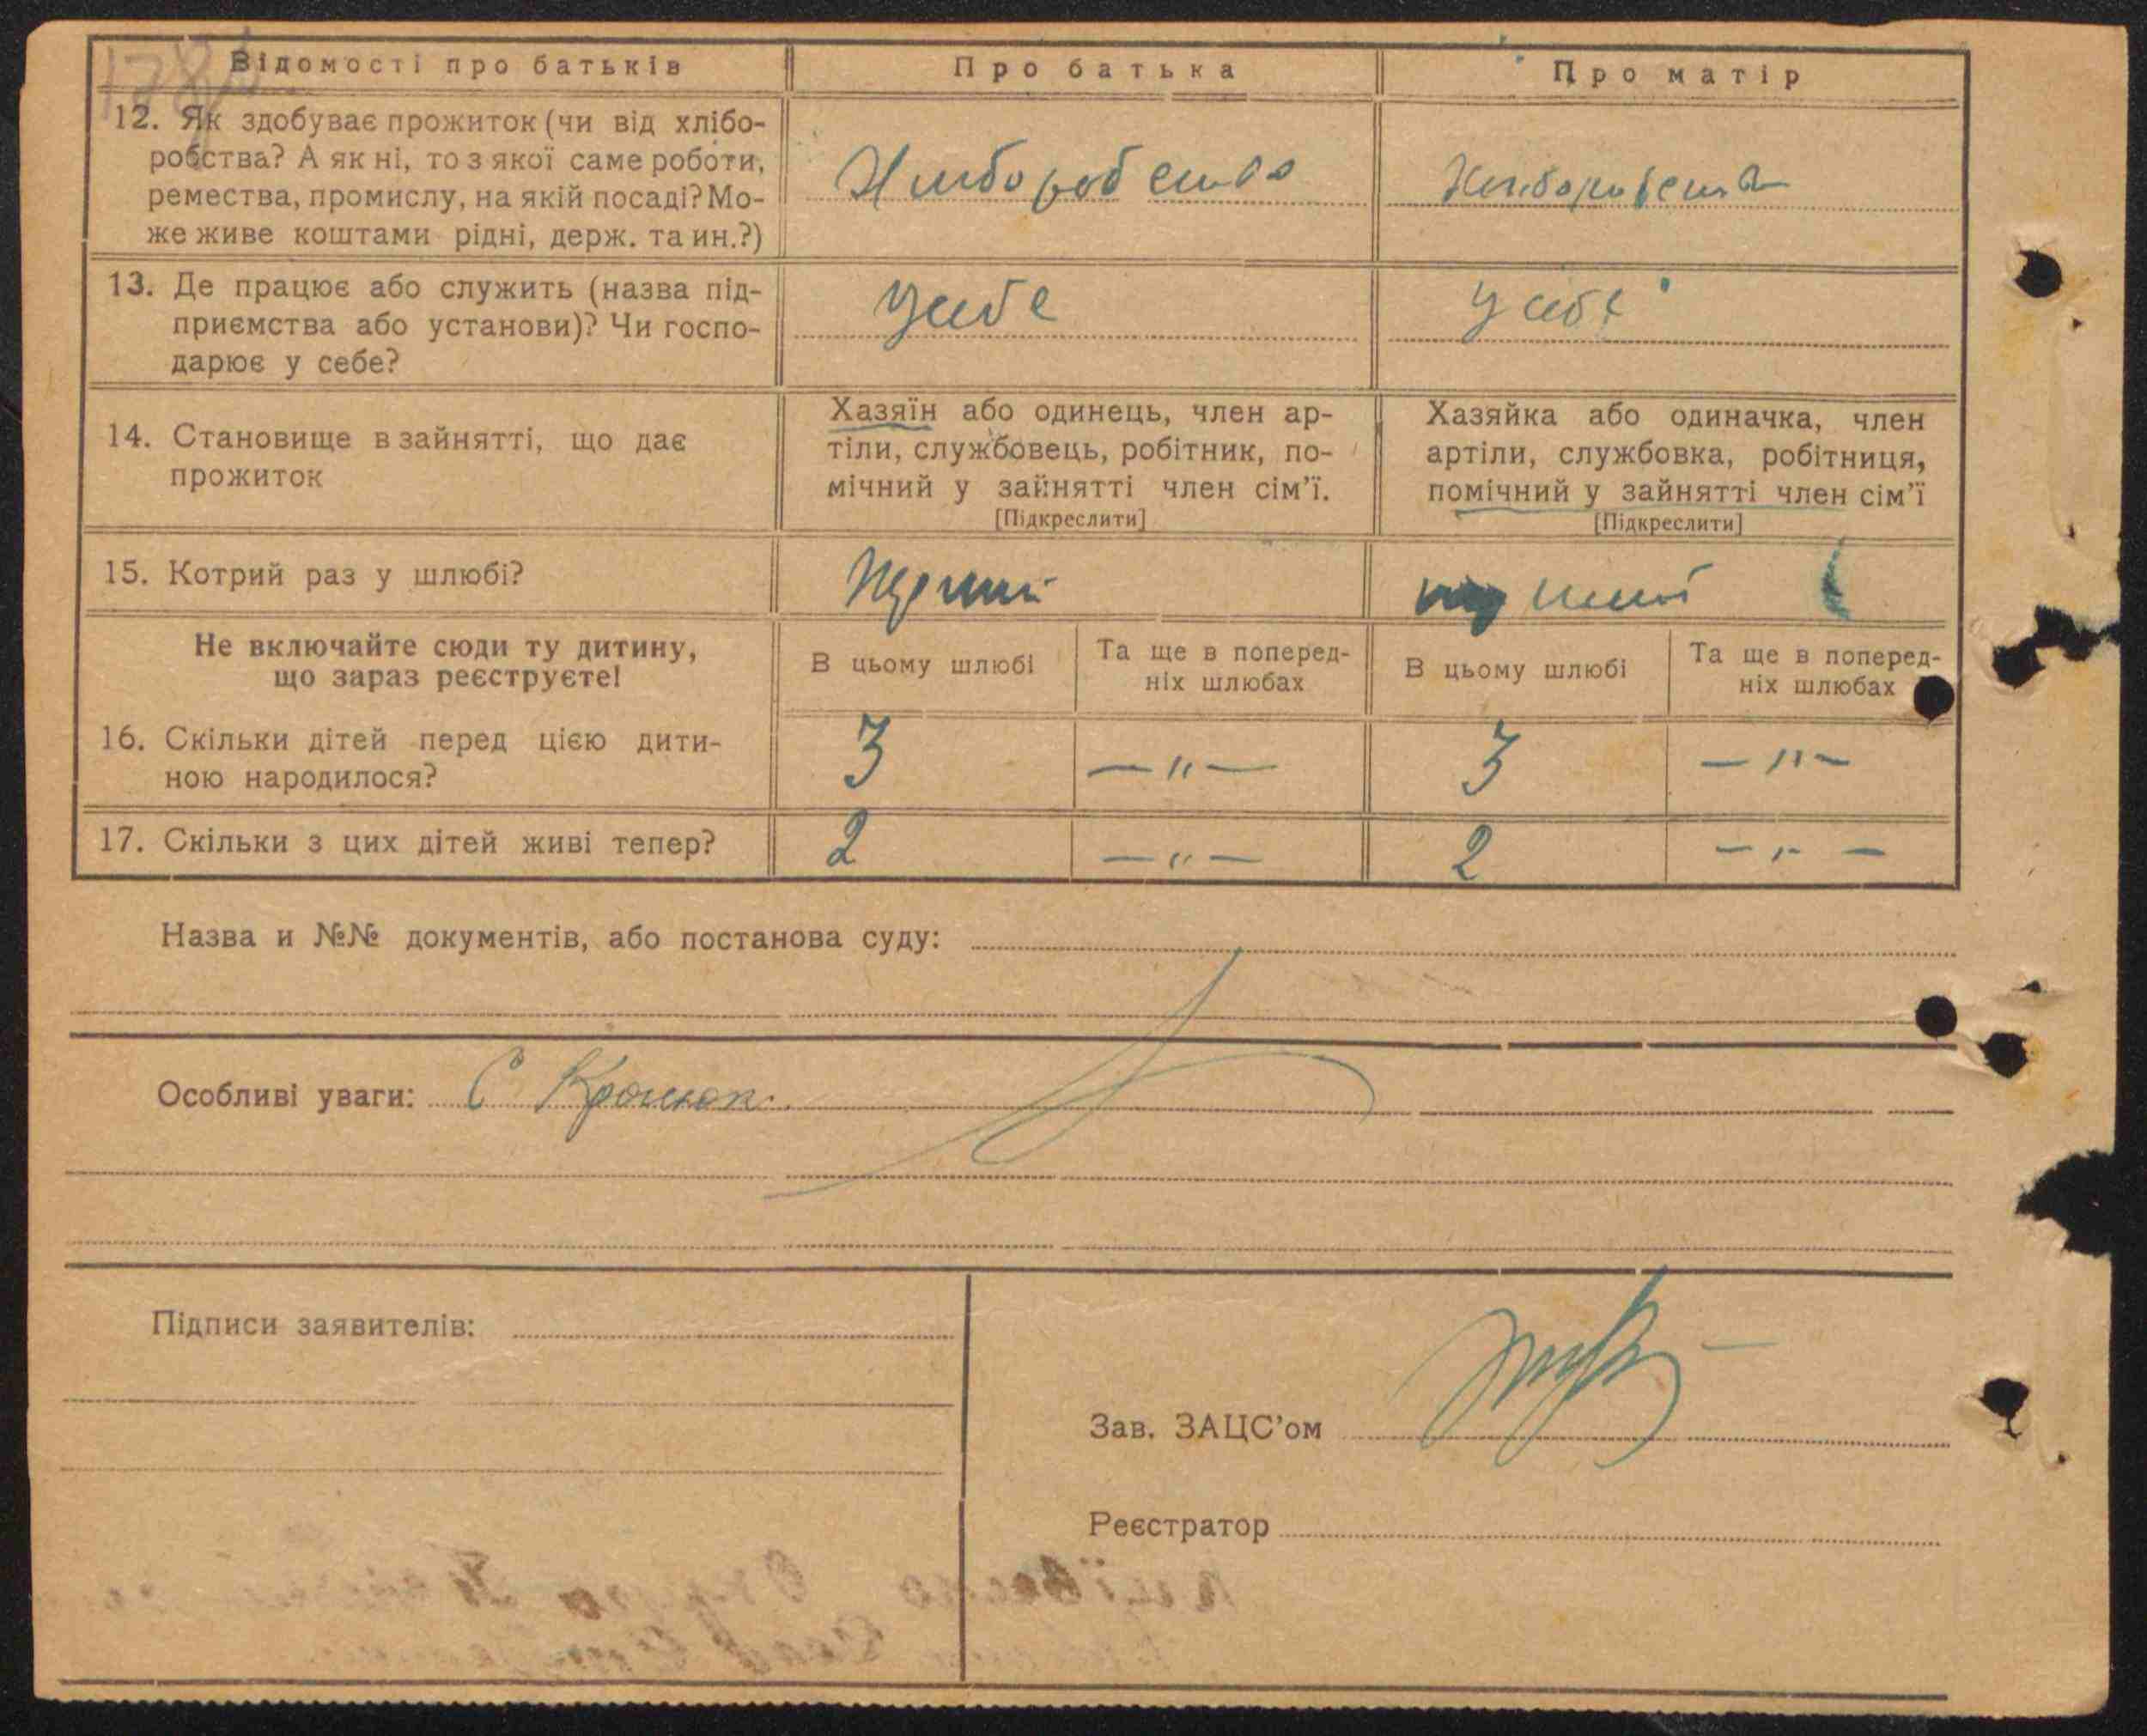 178
Відомості про батьків
Про батька
Про матір
12. Як здобуває прожиток (чи від хлібо-
робства? А як ні, то з якої саме роботи,
ремества, промислу, на якій посаді? Мо-
же живе коштами рідні, держ. та ин.?)
Хлиборобство
Хлиборобство
13. Де працює або служить (назва під-
приємства або установи)? Чи госпо-
дарює у себе?
у себе
у себе
14. Становище в зайнятті, що дає
прожиток
Хазяїн або одинець, член ар-
тіли, службовець, робітник, по-
мічний у зайнятті член сім'ї.
[Підкреслити]
Хазяйка або одиначка, член
артіли, службовка, робітниця,
помічний у зайнятті член сім'ї
[Підкреслити]
15. Котрий раз у шлюбі?
Не включайте сюди ту дитину,
що зараз реєструєте!
В цьому шлюбі
Та ще в поперед-
ніх шлюбах
В цьому шлюбі
Та ще в поперед-
ніх шлюбах
16. Скільки дітей перед цією дити-
ною народилося?
3
— „ —
3
— „ —
17. Скільки з цих дітей живі тепер?
2
— „ —
2
— „ —
Назва и №№ документів, або постанова суду:
Особливі уваги: С
Підписи заявителів:
Зав. ЗАЦС'ом
Реєстратор